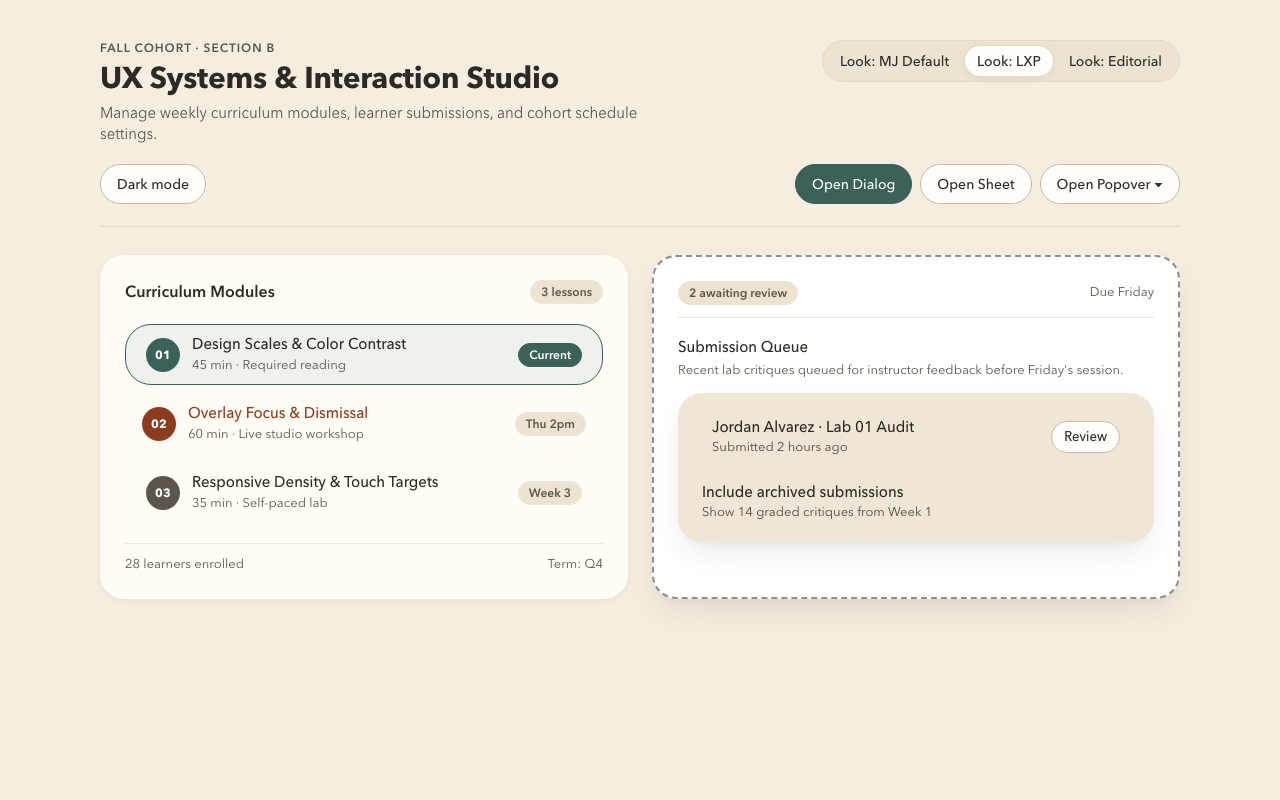 FALL COHORT · SECTION B
UX Systems & Interaction Studio
Manage weekly curriculum modules, learner submissions, and cohort schedule
settings.
Look: MJ Default
Look: LXP
Look: Editorial
Dark mode
Open Dialog
Open Sheet
Open Popover
Curriculum Modules
3 lessons
01
Design Scales & Color Contrast
45 min · Required reading
Current
02
Overlay Focus & Dismissal
60 min · Live studio workshop
Thu 2pm
03
Responsive Density & Touch Targets
35 min · Self-paced lab
Week 3
28 learners enrolled
Term: Q4
2 awaiting review
Due Friday
Submission Queue
Recent lab critiques queued for instructor feedback before Friday's session.
Jordan Alvarez · Lab 01 Audit
Submitted 2 hours ago
Review
Include archived submissions
Show 14 graded critiques from Week 1